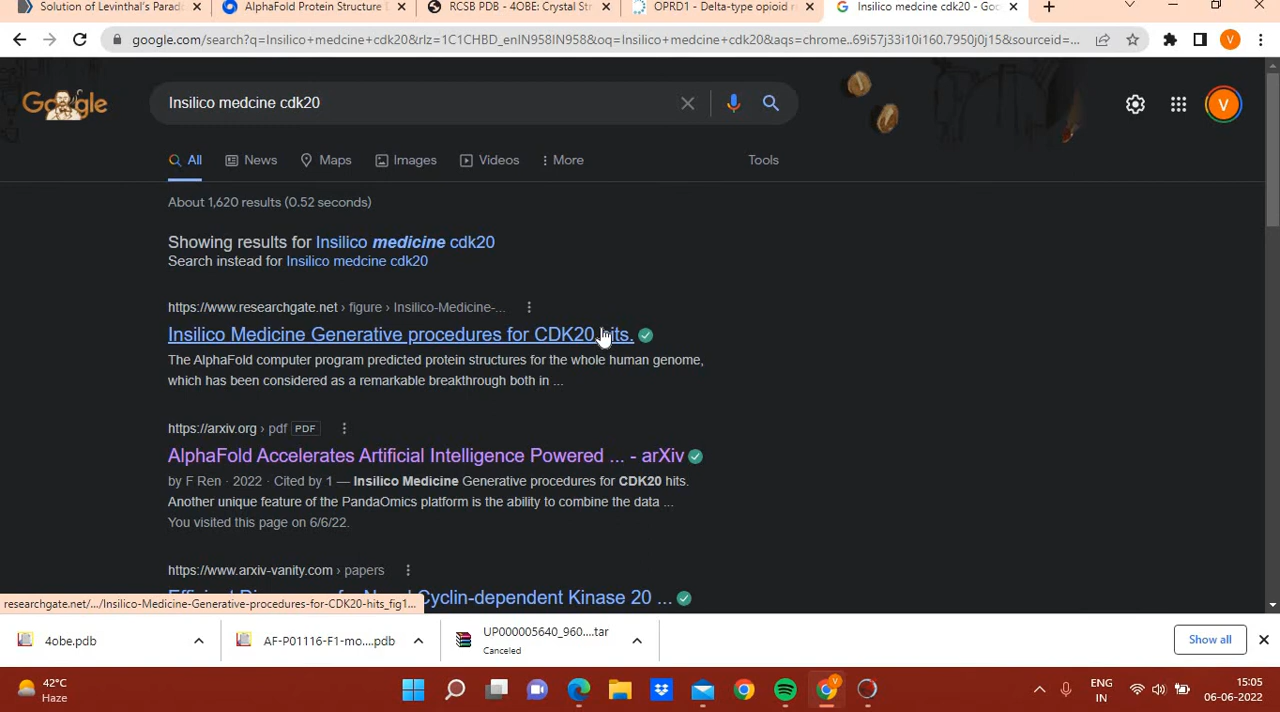 Solution of Levinthal's Parad
AlphaFold Protein Structure
RCSB PDB - 4OBE: Crystal Str
OPRD1 - Delta-type opioid r
Insilico medcine cdk20 - Goo
google.com/search?q=Insilico+medcine+cdk20&rlz=1C1CHBD_enIN958IN958&oq=Insilico+medcine+cdk20&aqs=chrome..69i57j33i10i160.7950j0j15&sourceid=...
V
Google
Insilico medcine cdk20
V
All
News
Maps
Images
Videos
More
Tools
About 1,620 results (0.52 seconds)
Showing results for Insilico medicine cdk20
Search instead for Insilico medcine cdk20
https://www.researchgate.net › figure › Insilico-Medicine-...
Insilico Medicine Generative procedures for CDK20 hits.
The AlphaFold computer program predicted protein structures for the whole human genome,
which has been considered as a remarkable breakthrough both in ...
https://arxiv.org › pdf PDF
AlphaFold Accelerates Artificial Intelligence Powered ... - arXiv
by F Ren · 2022 · Cited by 1 — Insilico Medicine Generative procedures for CDK20 hits.
Another unique feature of the PandaOmics platform is the ability to combine the data ...
You visited this page on 6/6/22.
https://www.arxiv-vanity.com › papers
Cyclin-dependent Kinase 20 ...
researchgate.net/.../Insilico-Medicine-Generative-procedures-for-CDK20-hits_fig1...
4obe.pdb
AF-P01116-F1-mo....pdb
UP000005640_960....tar
Canceled
Show all
42°C
Haze
V
ENG
IN
15:05
06-06-2022